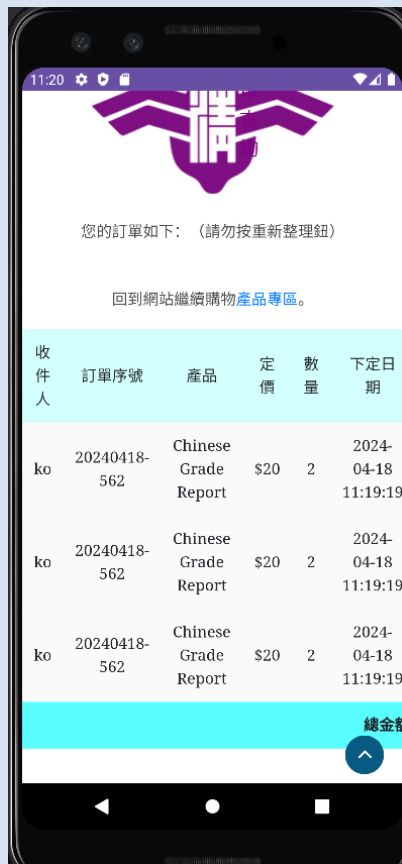 11:20
您的訂單如下：（請勿按重新整理鈕）
回到網站繼續購物產品專區。
收件人 訂單序號 產品 定價 數量 下定日期
ko 20240418-562 Chinese Grade Report $20 2 2024-04-18 11:19:19
ko 20240418-562 Chinese Grade Report $20 2 2024-04-18 11:19:19
ko 20240418-562 Chinese Grade Report $20 2 2024-04-18 11:19:19
總金